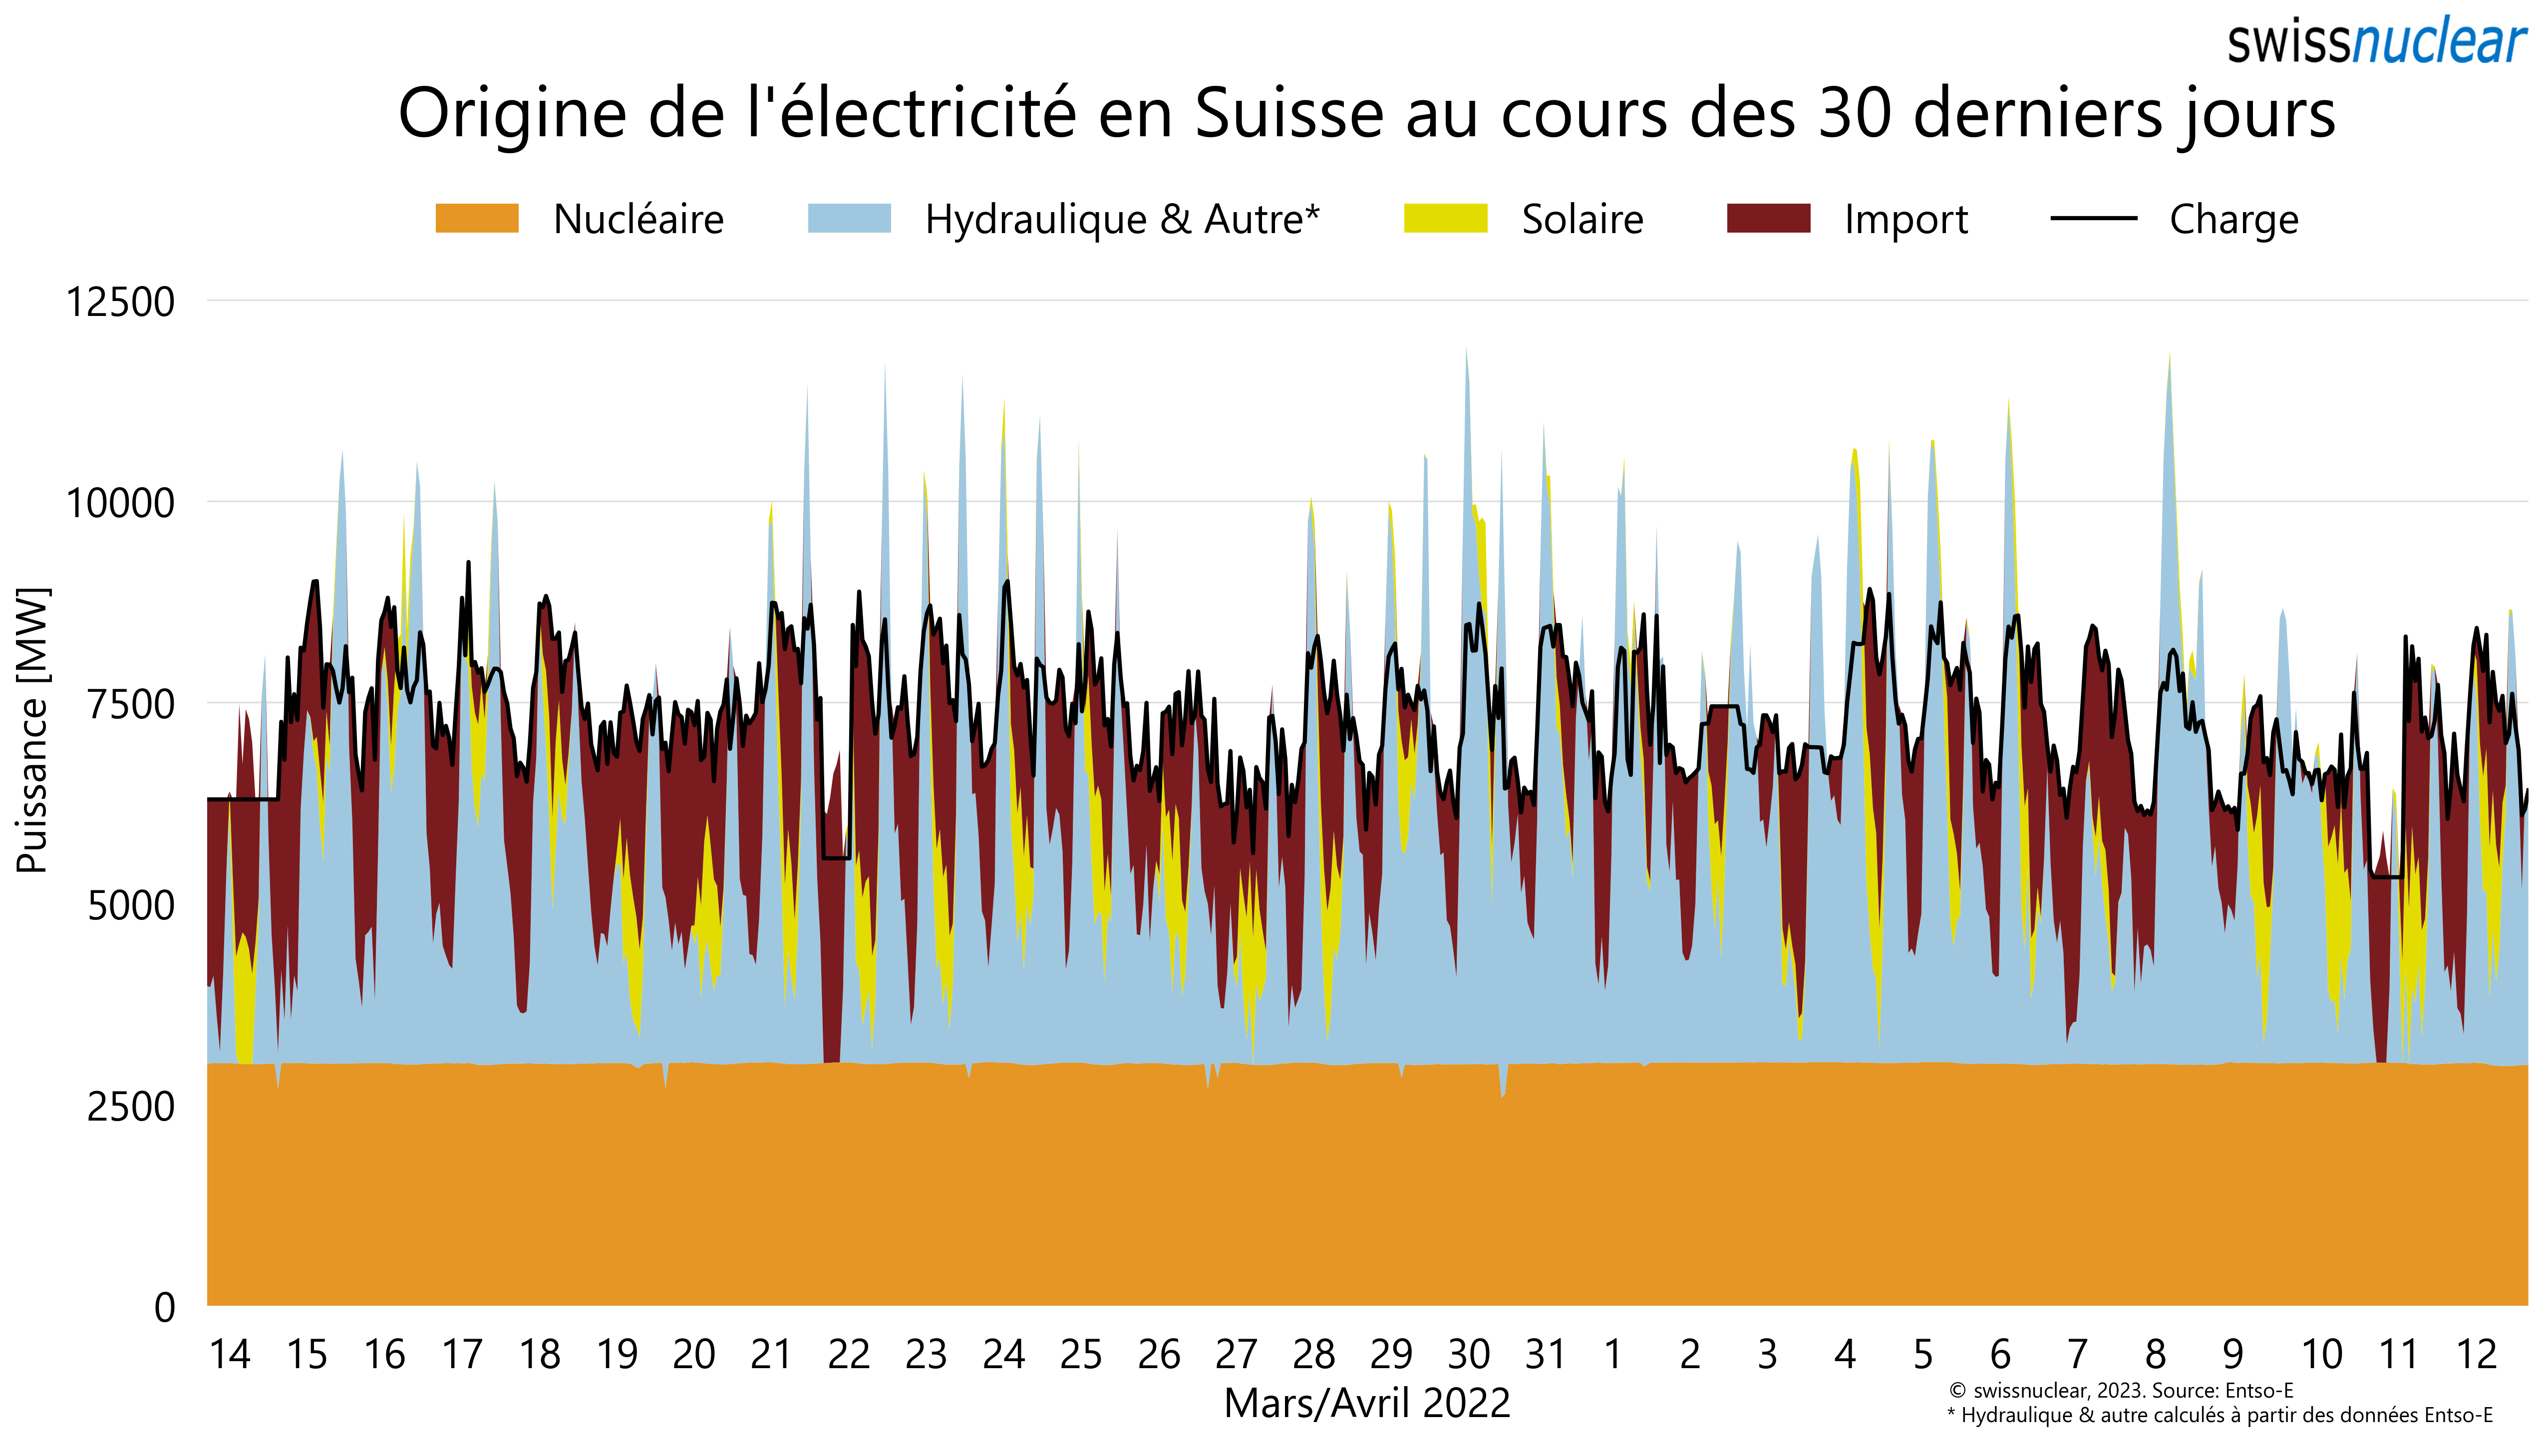 swissnuclear
Origine de l'électricité en Suisse au cours des 30 derniers jours
Nucléaire Hydraulique & Autre* Solaire Import Charge
12500
10000
7500
5000
2500
0
Puissance [MW]
14 15 16 17 18 19 20 21 22 23 24 25 26 27 28 29 30 31 1 2 3 4 5 6 7 8 9 10 11 12
Mars/Avril 2022
© swissnuclear, 2023. Source: Entso-E
* Hydraulique & autre calculés à partir des données Entso-E